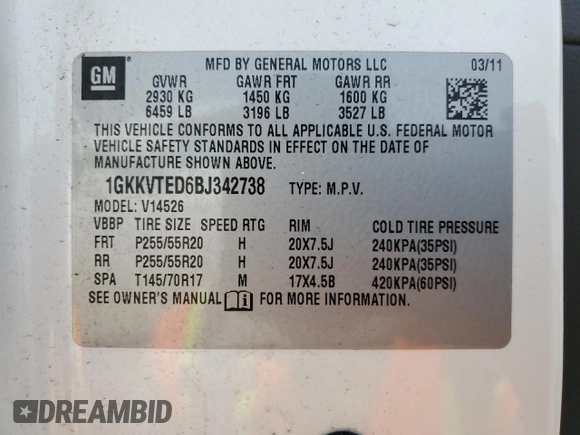 GM
MFD BY GENERAL MOTORS LLC 03/11
GVWR GAWR FRT GAWR RR
2930 KG 1450 KG 1600 KG
6459 LB 3196 LB 3527 LB
THIS VEHICLE CONFORMS TO ALL APPLICABLE U.S. FEDERAL MOTOR
VEHICLE SAFETY STANDARDS IN EFFECT ON THE DATE OF
MANUFACTURE SHOWN ABOVE.
1GKKVTED6BJ342738 TYPE: M.P.V.
MODEL: V14526
VBBP TIRE SIZE SPEED RTG RIM COLD TIRE PRESSURE
FRT P255/55R20 H 20X7.5J 240KPA(35PSI)
RR P255/55R20 H 20X7.5J 240KPA(35PSI)
SPA T145/70R17 M 17X4.5B 420KPA(60PSI)
SEE OWNER'S MANUAL FOR MORE INFORMATION.
DREAMBID